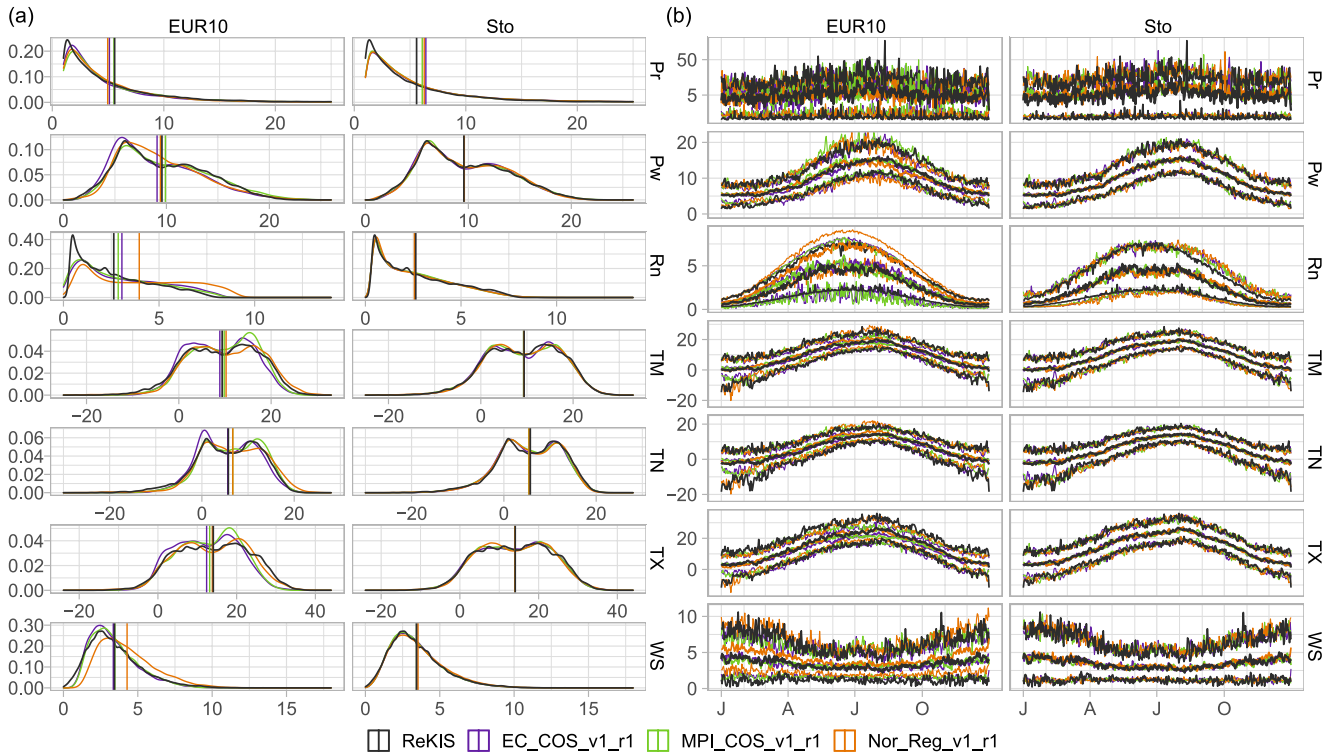 (a)
EUR10 Sto
0.20
0.10
0.00
0 10 20 0 10 20
Pr
0.10
0.05
0.00
0 10 20 0 10 20
Pw
0.40
0.20
0.00
0 5 10 0 5 10
Rn
0.04
0.02
0.00
−20 0 20 −20 0 20
TM
0.06
0.04
0.02
0.00
−20 0 20 −20 0 20
TN
0.04
0.02
0.00
−20 0 20 40 −20 0 20 40
TX
0.30
0.20
0.10
0.00
0 5 10 15 0 5 10 15
WS
(b)
EUR10 Sto
50
5
Pr
20
10
0
Pw
5
0
Rn
20
0
−20
TM
20
0
−20
TN
20
0
TX
10
5
0
WS
J A J O J A J O
ReKIS EC_COS_v1_r1 MPI_COS_v1_r1 Nor_Reg_v1_r1